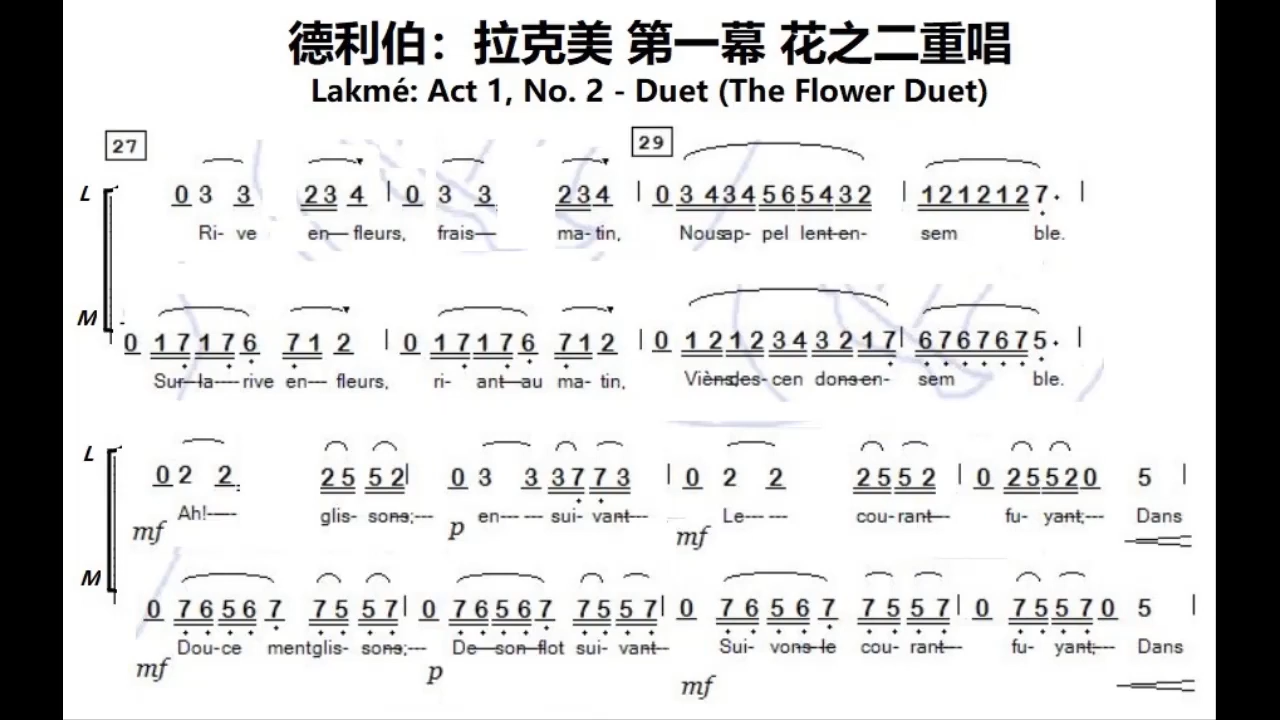 德利伯：拉克美 第一幕 花之二重唱
Lakmé: Act 1, No. 2 - Duet (The Flower Duet)
27 29
L 0 3 3 2 3 4 | 0 3 3 2 3 4 | 0 3 4 3 4 5 6 5 4 3 2 | 1 2 1 2 1 2 7. |
Ri- ve en— fleurs, frais— ma- tin, Nousap- pel lent-en- sem ble.
M 0 1 7 1 7 6 7 1 2 | 0 1 7 1 7 6 7 1 2 | 0 1 2 1 2 3 4 3 2 1 7 | 6 7 6 7 6 7 5. |
Sur—la---- rive en--- fleurs, ri- ant—au ma- tin, Viènsdes- cen donsen- sem ble.
L 0 2 2 2 5 5 2 | 0 3 3 3 7 7 3 | 0 2 2 2 5 5 2 | 0 2 5 5 2 0 5 |
mf Ah!---- glis- sons;--- p en---- --- sui- vant--- mf Le--- --- cou- rant--- fu- yant;--- Dans
M 0 7 6 5 6 7 7 5 5 7 | 0 7 6 5 6 7 7 5 5 7 | 0 7 6 5 6 7 7 5 5 7 | 0 7 5 5 7 0 5 |
mf Dou-ce mentglis- sons;--- p De—son—flot sui- vant-- mf Sui- vons-le cou- rant--- fu- yant;--- Dans